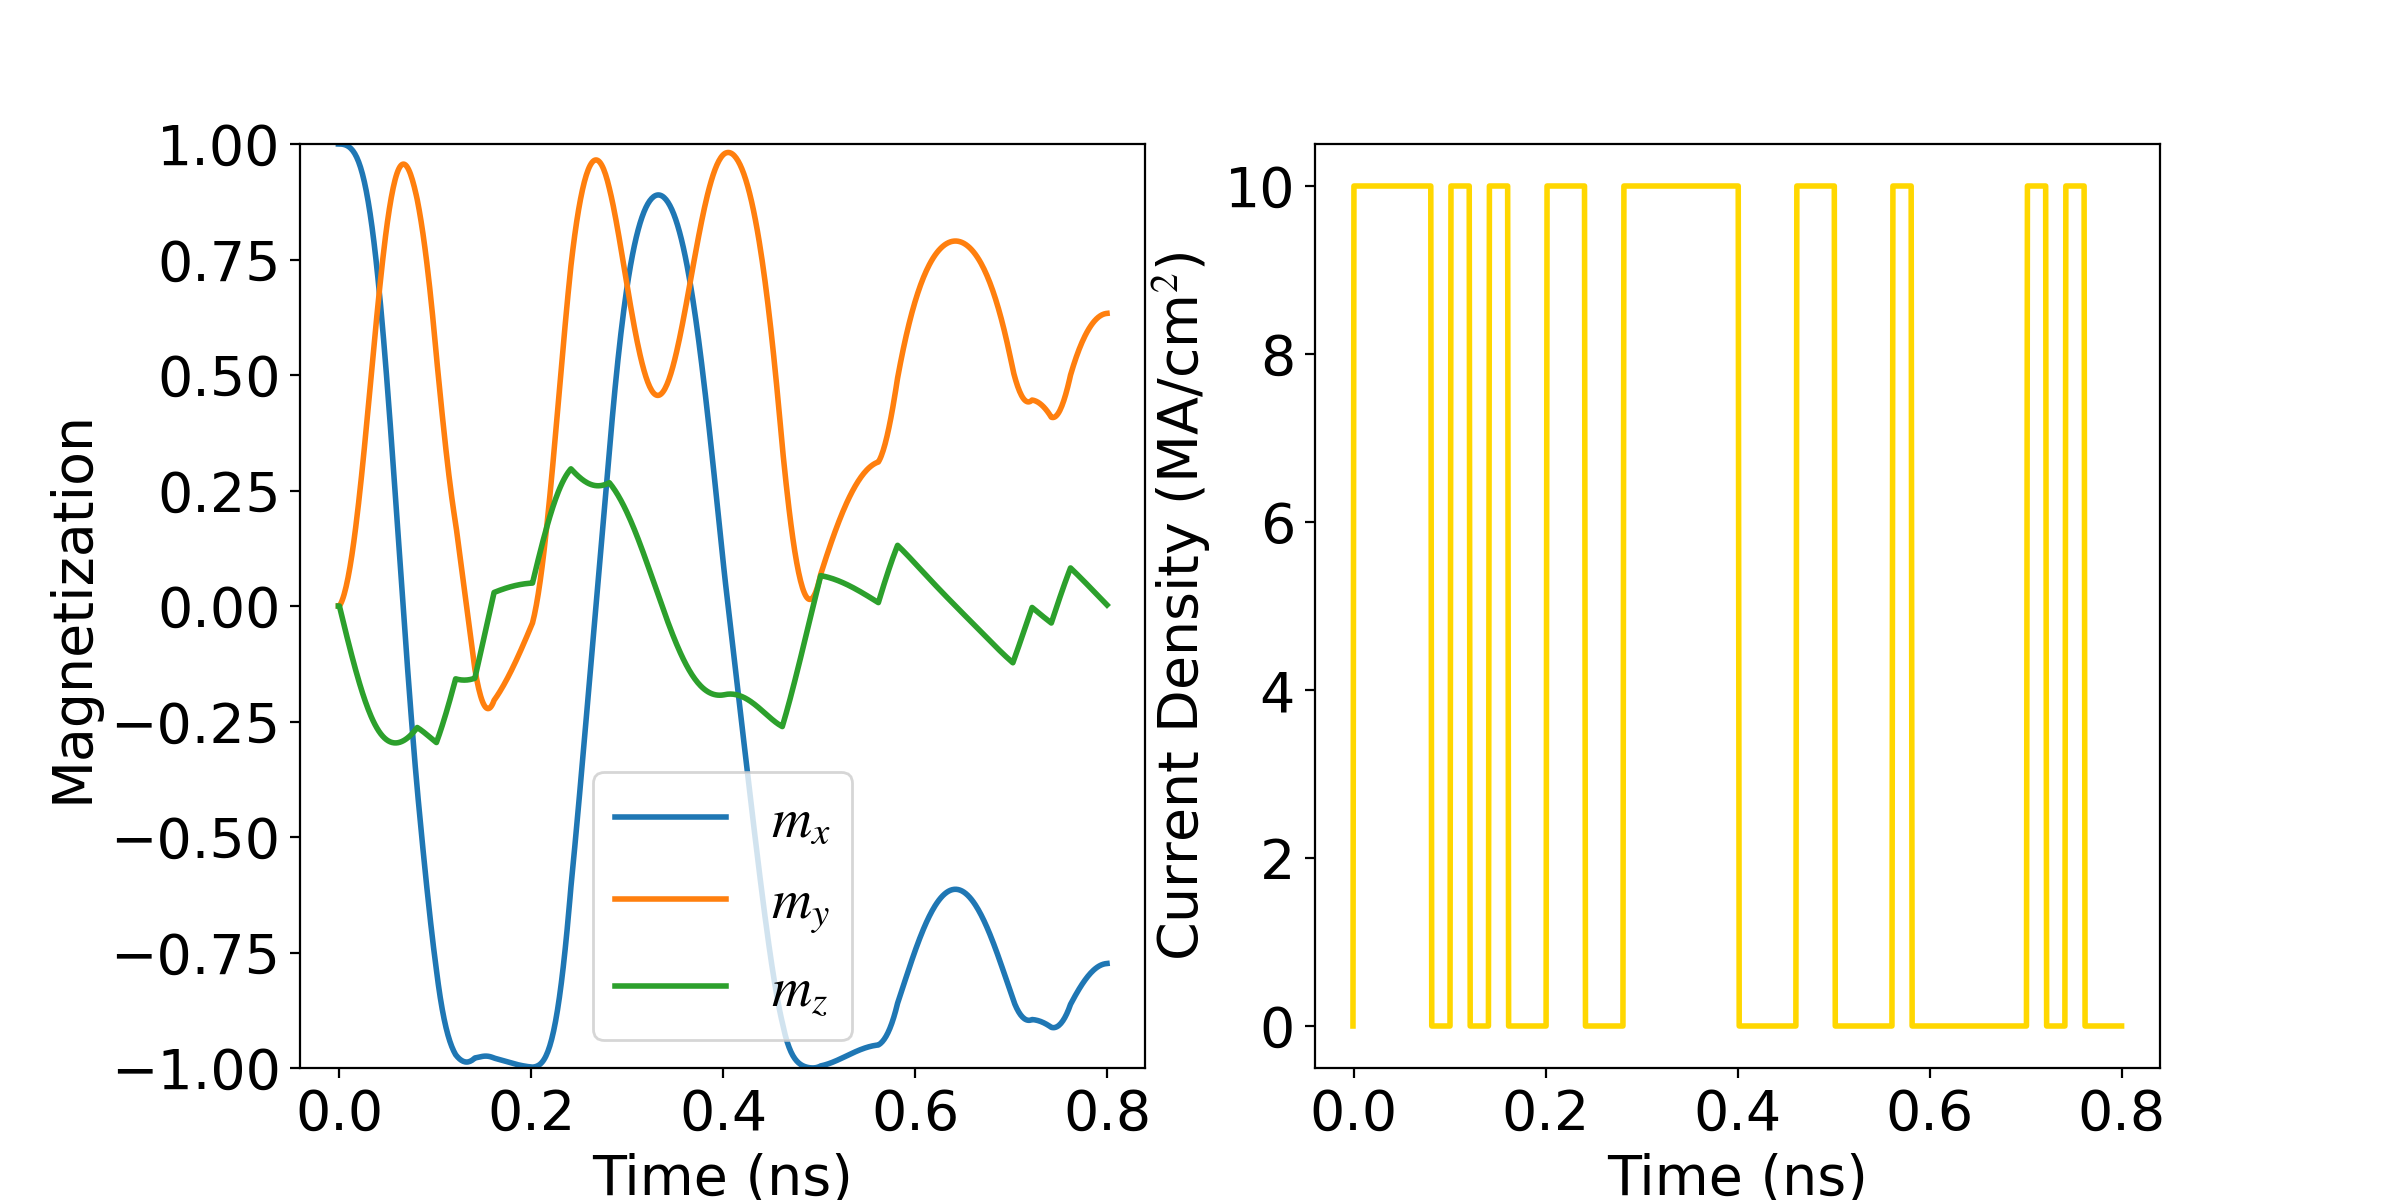 Magnetization
1.00
0.75
0.50
0.25
0.00
−0.25
−0.50
−0.75
−1.00
0.0 0.2 0.4 0.6 0.8
Time (ns)
m_x
m_y
m_z
Current Density (MA/cm²)
10
8
6
4
2
0
0.0 0.2 0.4 0.6 0.8
Time (ns)